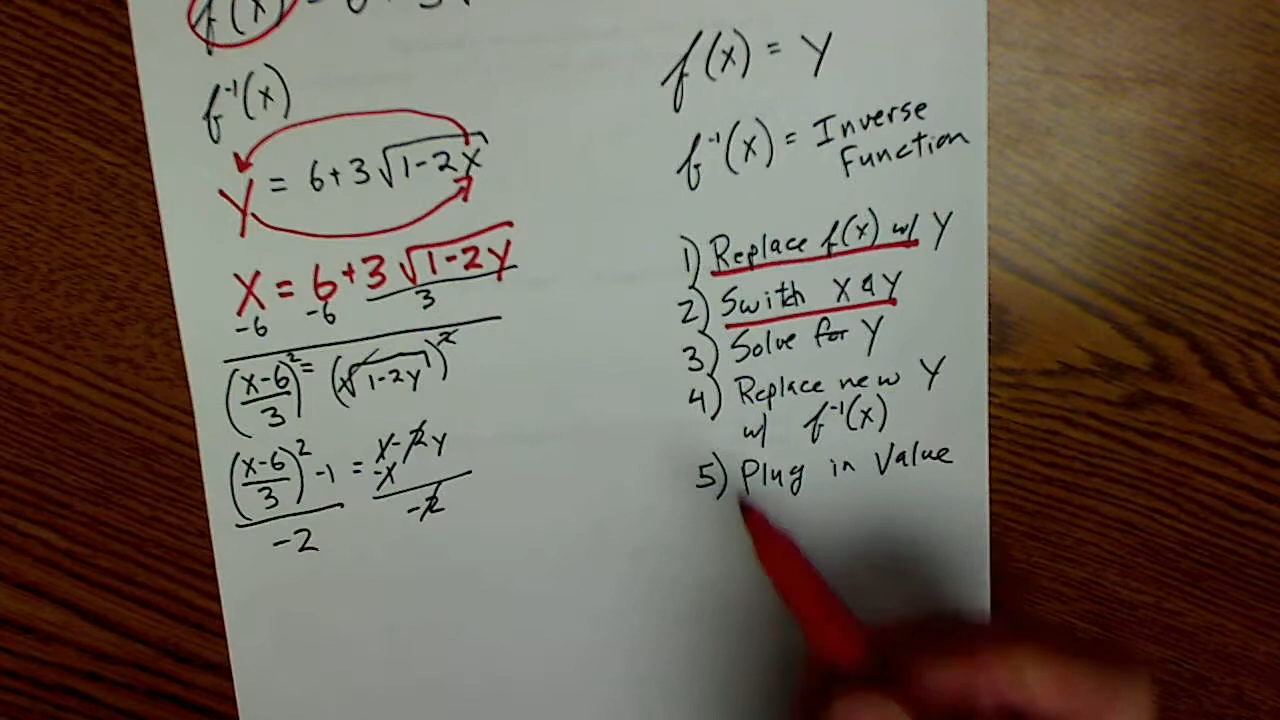 f(x)
f⁻¹(x)
Y = 6+3√(1-2x)
X = 6+3√(1-2y)
-6 -6 3
((x-6)/3)² = (√(1-2y))²
((x-6)/3)² -1 = 1-2y
-1
-2 -2
f(x) = Y
f⁻¹(x) = Inverse
Function
1) Replace f(x) w/ Y
2) Swith X & Y
3) Solve for Y
4) Replace new Y
w/ f⁻¹(x)
5) Plug in Value